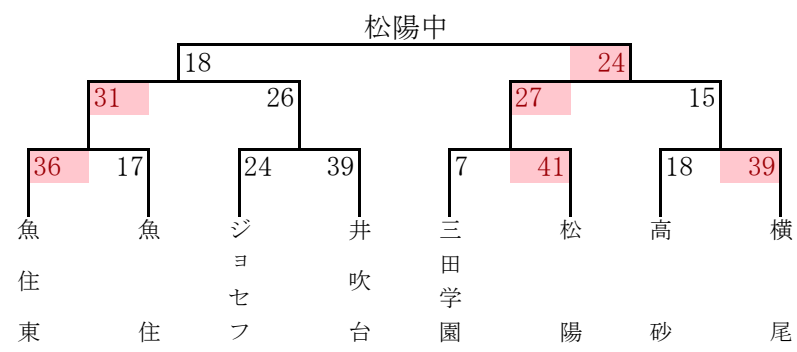 松陽中
18 24
31 26 27 15
36 17 24 39 7 41 18 39
魚住東
魚住
ジョセフ
井吹台
三田学園
松陽
高砂
横尾